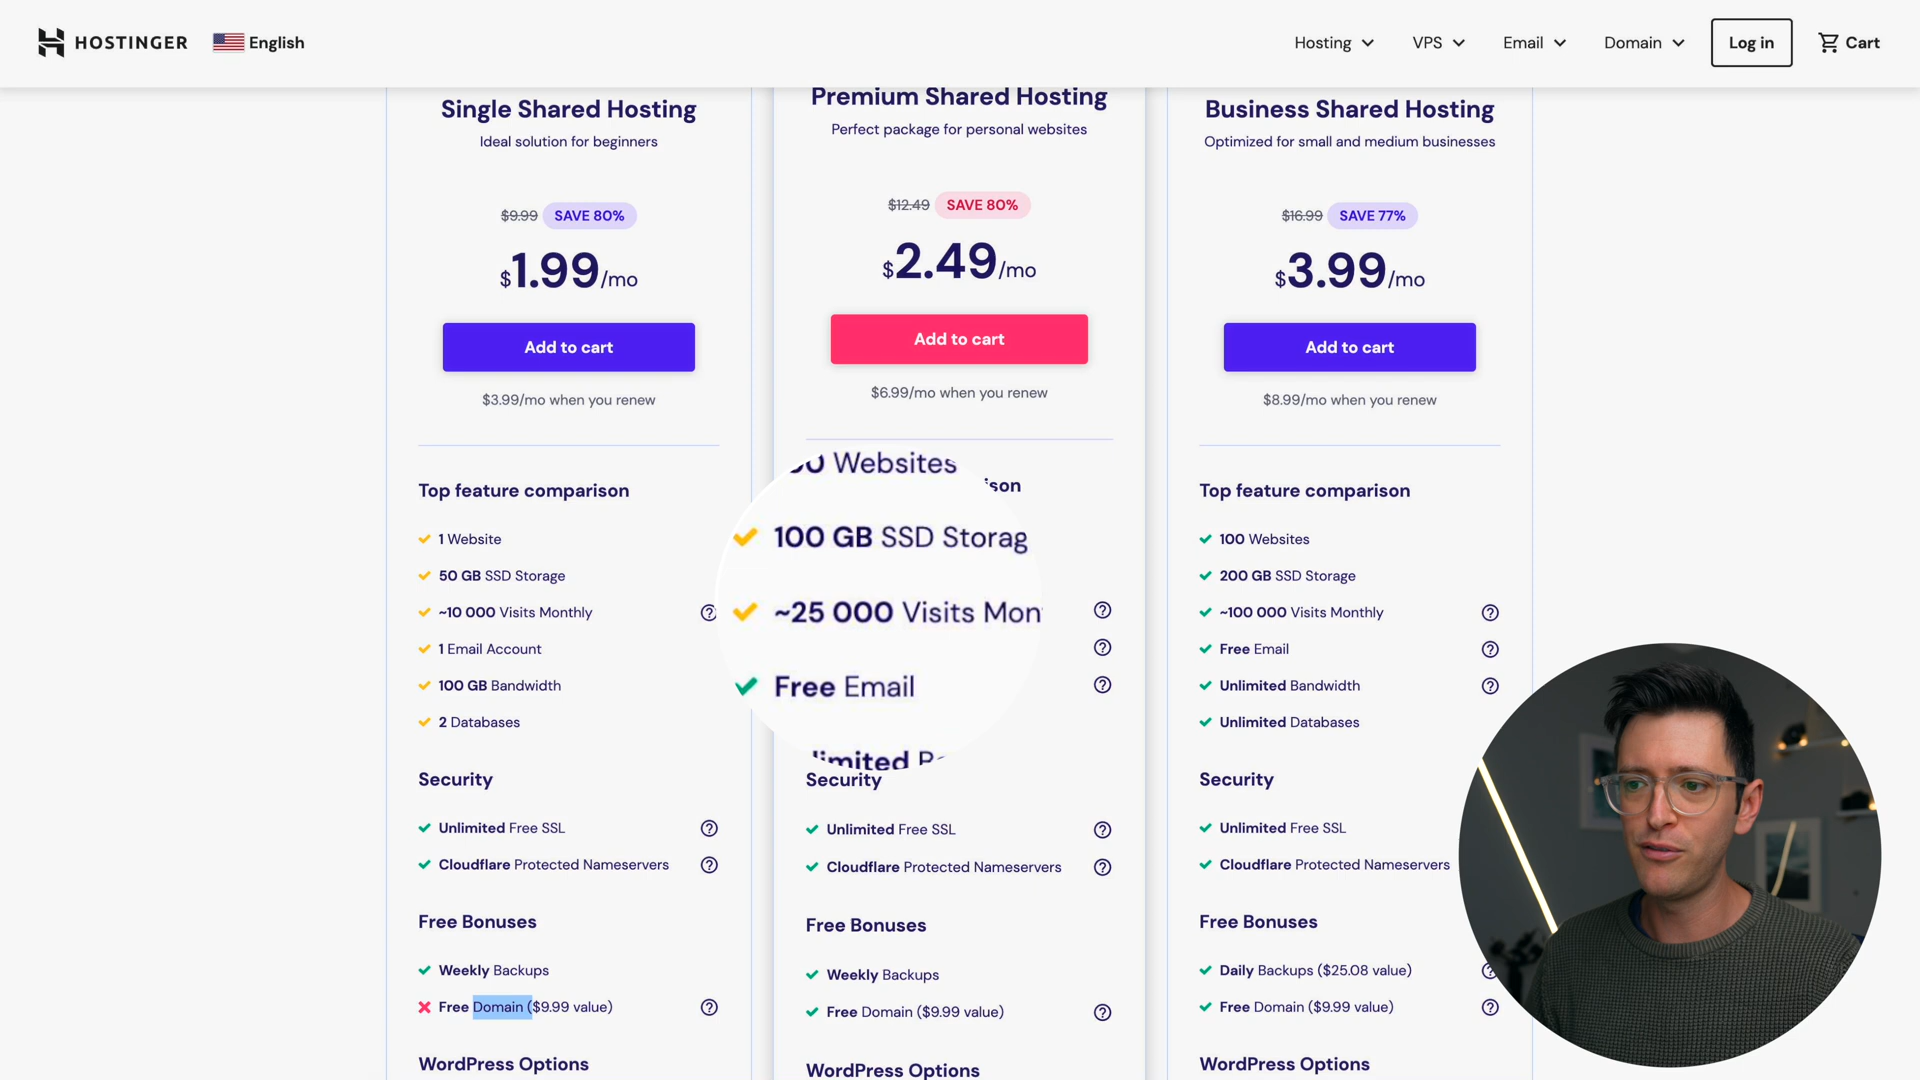 HOSTINGER
English
Hosting
VPS
Email
Domain
Log in
Cart
Single Shared Hosting
Ideal solution for beginners
$9.99 SAVE 80%
$1.99/mo
Add to cart
$3.99/mo when you renew
Top feature comparison
1 Website
50 GB SSD Storage
~10 000 Visits Monthly
1 Email Account
100 GB Bandwidth
2 Databases
Security
Unlimited Free SSL
Cloudflare Protected Nameservers
Free Bonuses
Weekly Backups
Free Domain ($9.99 value)
WordPress Options
Premium Shared Hosting
Perfect package for personal websites
$12.49 SAVE 80%
$2.49/mo
Add to cart
$6.99/mo when you renew
Websites
100 GB SSD Storag
~25 000 Visits Mon
Free Email
Security
Unlimited Free SSL
Cloudflare Protected Nameservers
Free Bonuses
Weekly Backups
Free Domain ($9.99 value)
WordPress Options
Business Shared Hosting
Optimized for small and medium businesses
$16.99 SAVE 77%
$3.99/mo
Add to cart
$8.99/mo when you renew
Top feature comparison
100 Websites
200 GB SSD Storage
~100 000 Visits Monthly
Free Email
Unlimited Bandwidth
Unlimited Databases
Security
Unlimited Free SSL
Cloudflare Protected Nameservers
Free Bonuses
Daily Backups ($25.08 value)
Free Domain ($9.99 value)
WordPress Options